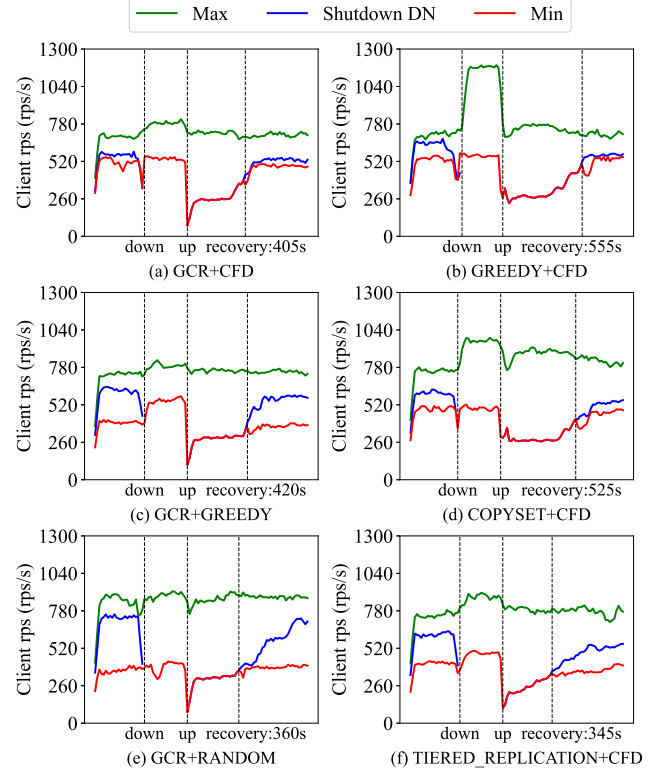 Max Shutdown DN Min
1300
1040
780
520
260
0
Client rps (rps/s)
down up recovery:405s
(a) GCR+CFD
1300
1040
780
520
260
0
Client rps (rps/s)
down up recovery:555s
(b) GREEDY+CFD
1300
1040
780
520
260
0
Client rps (rps/s)
down up recovery:420s
(c) GCR+GREEDY
1300
1040
780
520
260
0
Client rps (rps/s)
down up recovery:525s
(d) COPYSET+CFD
1300
1040
780
520
260
0
Client rps (rps/s)
down up recovery:360s
(e) GCR+RANDOM
1300
1040
780
520
260
0
Client rps (rps/s)
down up recovery:345s
(f) TIERED_REPLICATION+CFD